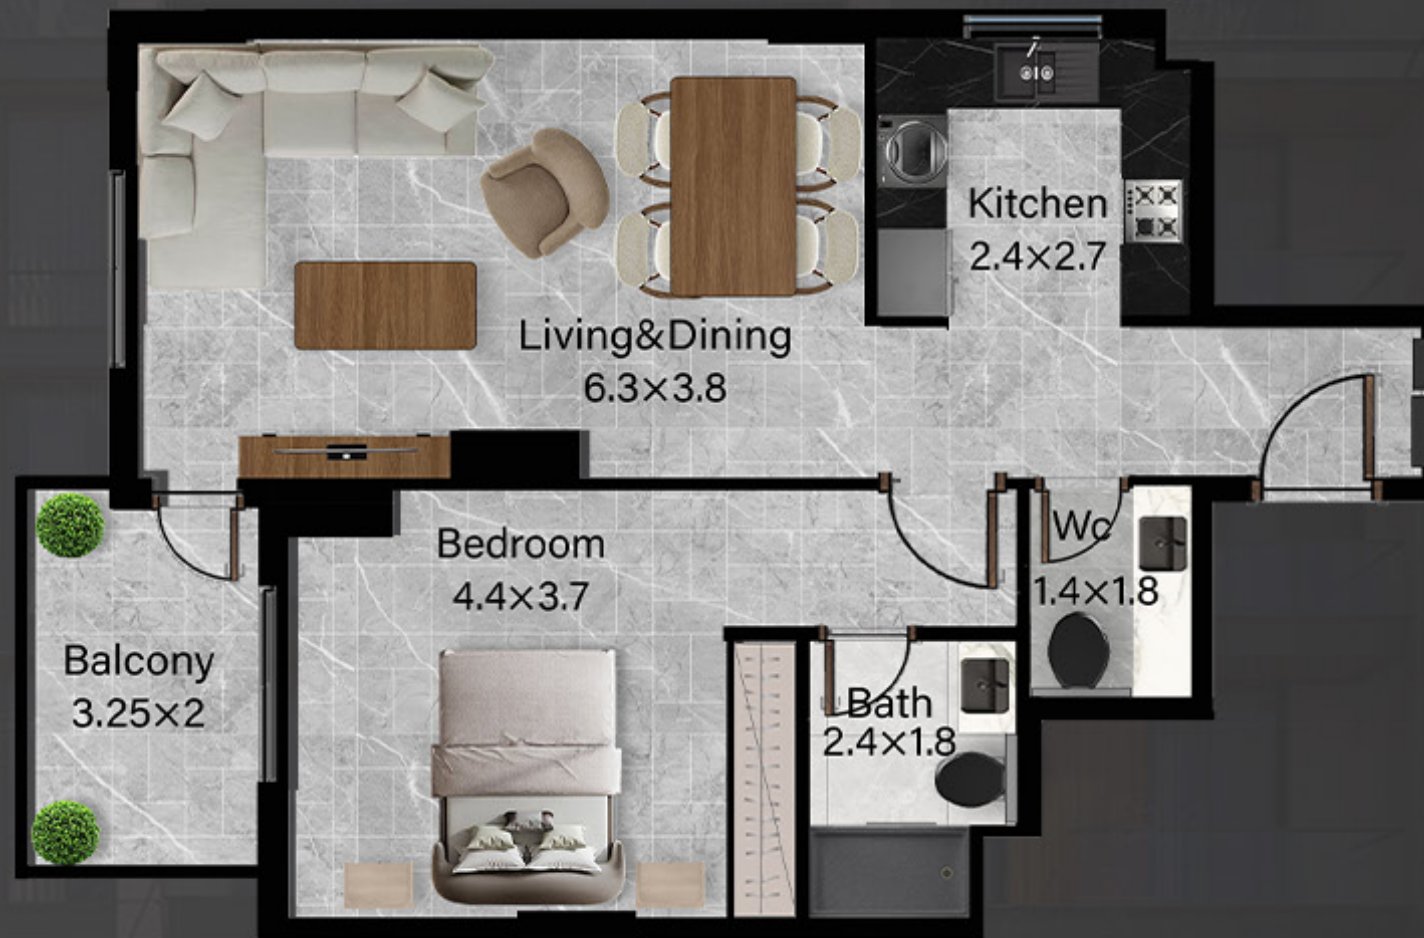 Kitchen
2.4×2.7
Living&Dining
6.3×3.8
Bedroom
4.4×3.7
Wc
1.4×1.8
Balcony
3.25×2
Bath
2.4×1.8